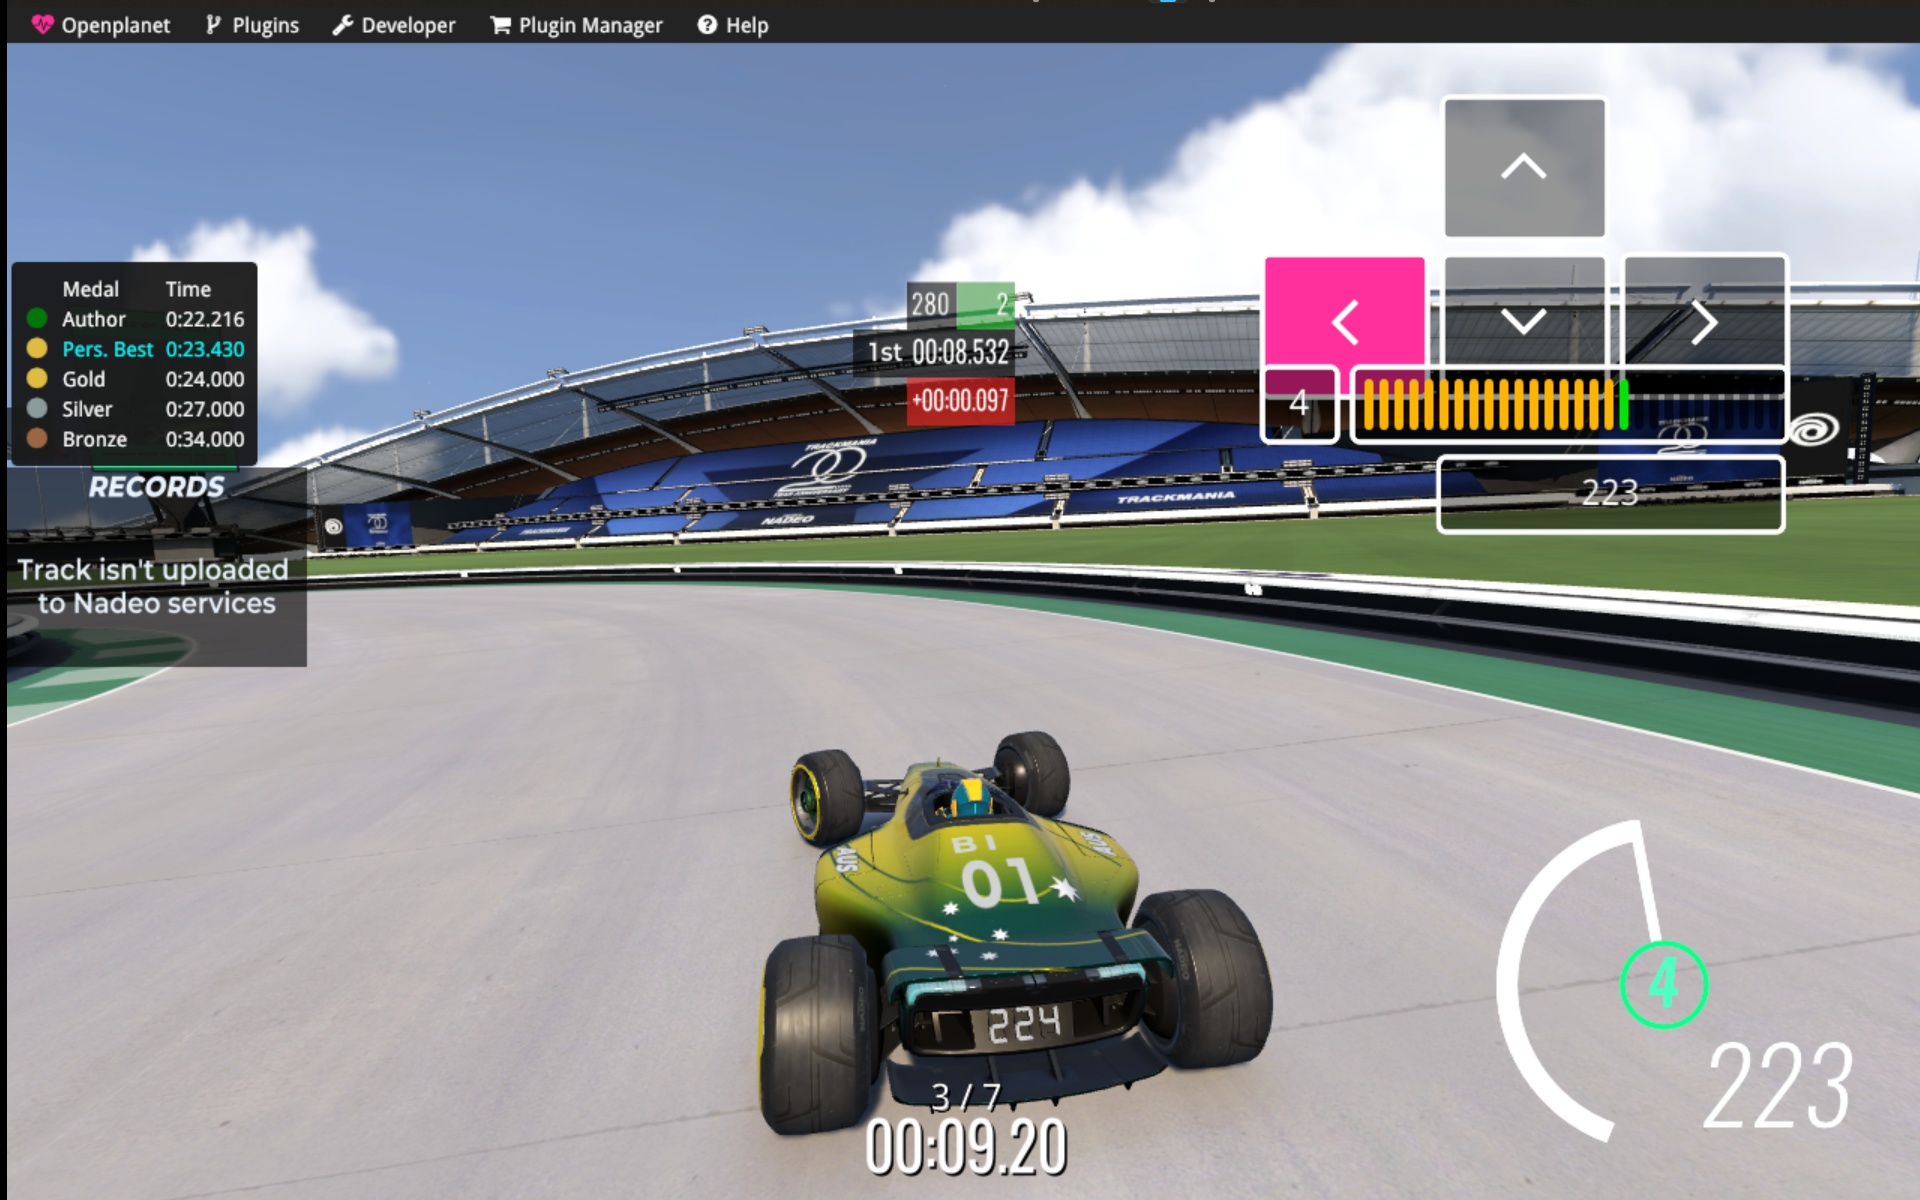 Openplanet Plugins Developer Plugin Manager Help
Medal Time
Author 0:22.216
Pers. Best 0:23.430
Gold 0:24.000
Silver 0:27.000
Bronze 0:34.000
RECORDS
Track isn't uploaded
to Nadeo services
280 2
1st 00:08.532
+00:00.097
4
223
TRACKMANIA
20
NADEO
TRACKMANIA
BI
01
AUS
AUS
224
3 / 7
00:09.20
4
223